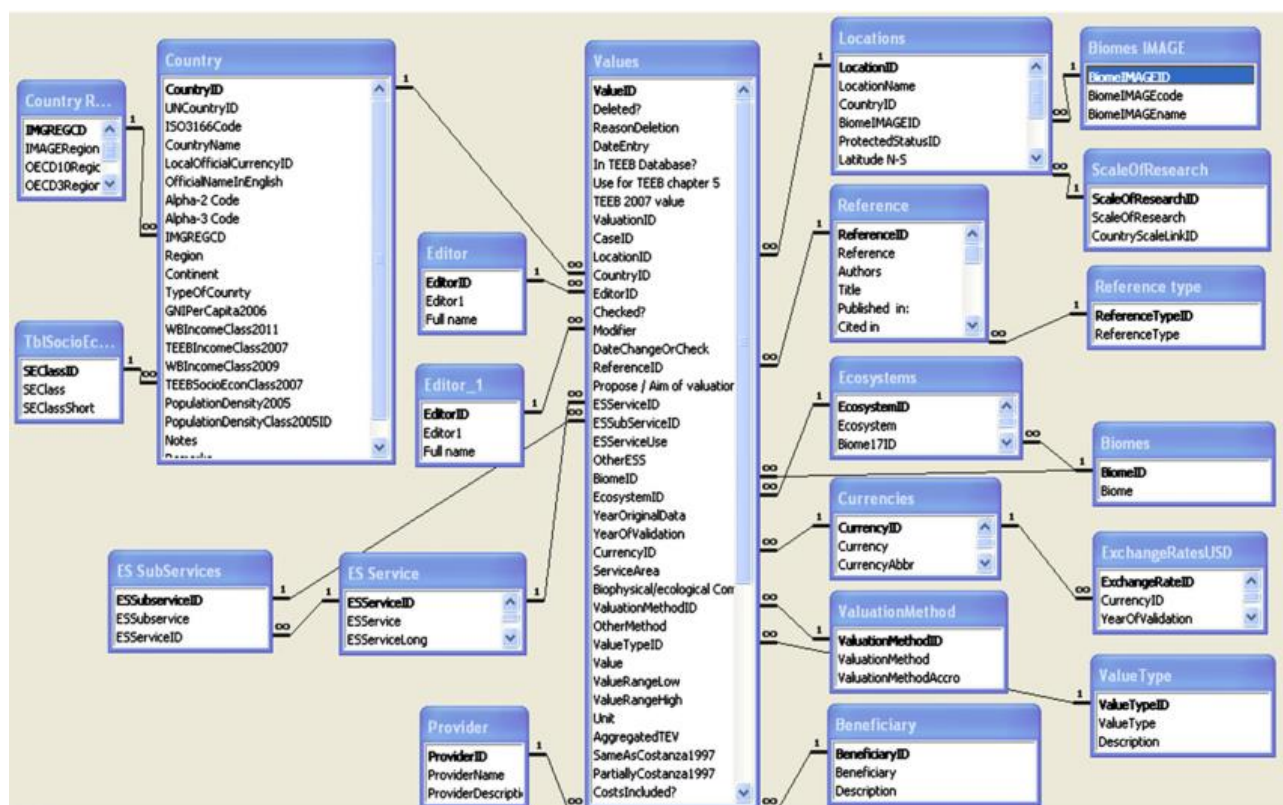 Country R...
IMGREGCD
IMAGERegion
OECD10Regic
OECD3Regior
TblSocioEc...
SEClassID
SEClass
SEClassShort
Country
CountryID
UNCountryID
ISO3166Code
CountryName
LocalOfficialCurrencyID
OfficialNameInEnglish
Alpha-2 Code
Alpha-3 Code
IMGREGCD
Region
Continent
TypeOfCounrty
GNIPerCapita2006
WBIncomeClass2011
TEEBIncomeClass2007
WBIncomeClass2009
TEEBSocioEconClass2007
PopulationDensity2005
PopulationDensityClass2005ID
Notes
Remarks
Editor
EditorID
Editor1
Full name
Editor_1
EditorID
Editor1
Full name
ES SubServices
ESSubserviceID
ESSubservice
ESServiceID
ES Service
ESServiceID
ESService
ESServiceLong
Provider
ProviderID
ProviderName
ProviderDescripti
Values
ValueID
Deleted?
ReasonDeletion
DateEntry
In TEEB Database?
Use for TEEB chapter 5
TEEB 2007 value
ValuationID
CaseID
LocationID
CountryID
EditorID
Checked?
Modifier
DateChangeOrCheck
ReferenceID
Propose / Aim of valuation
ESServiceID
ESSubServiceID
ESServiceUse
OtherESS
BiomeID
EcosystemID
YearOriginalData
YearOfValidation
CurrencyID
ServiceArea
Biophysical/ecological Com
ValuationMethodID
OtherMethod
ValueTypeID
Value
ValueRangeLow
ValueRangeHigh
Unit
AggregatedTEV
SameAsCostanza1997
PartiallyCostanza1997
CostsIncluded?
Locations
LocationID
LocationName
CountryID
BiomeIMAGEID
ProtectedStatusID
Latitude N-S
Biomes IMAGE
BiomeIMAGEID
BiomeIMAGEcode
BiomeIMAGEname
ScaleOfResearch
ScaleOfResearchID
ScaleOfResearch
CountryScaleLinkID
Reference
ReferenceID
Reference
Authors
Title
Published in:
Cited in
Reference type
ReferenceTypeID
ReferenceType
Ecosystems
EcosystemID
Ecosystem
Biome17ID
Biomes
BiomeID
Biome
Currencies
CurrencyID
Currency
CurrencyAbbr
ExchangeRatesUSD
ExchangeRateID
CurrencyID
YearOfValidation
ValuationMethod
ValuationMethodID
ValuationMethod
ValuationMethodAccro
ValueType
ValueTypeID
ValueType
Description
Beneficiary
BeneficiaryID
Beneficiary
Description